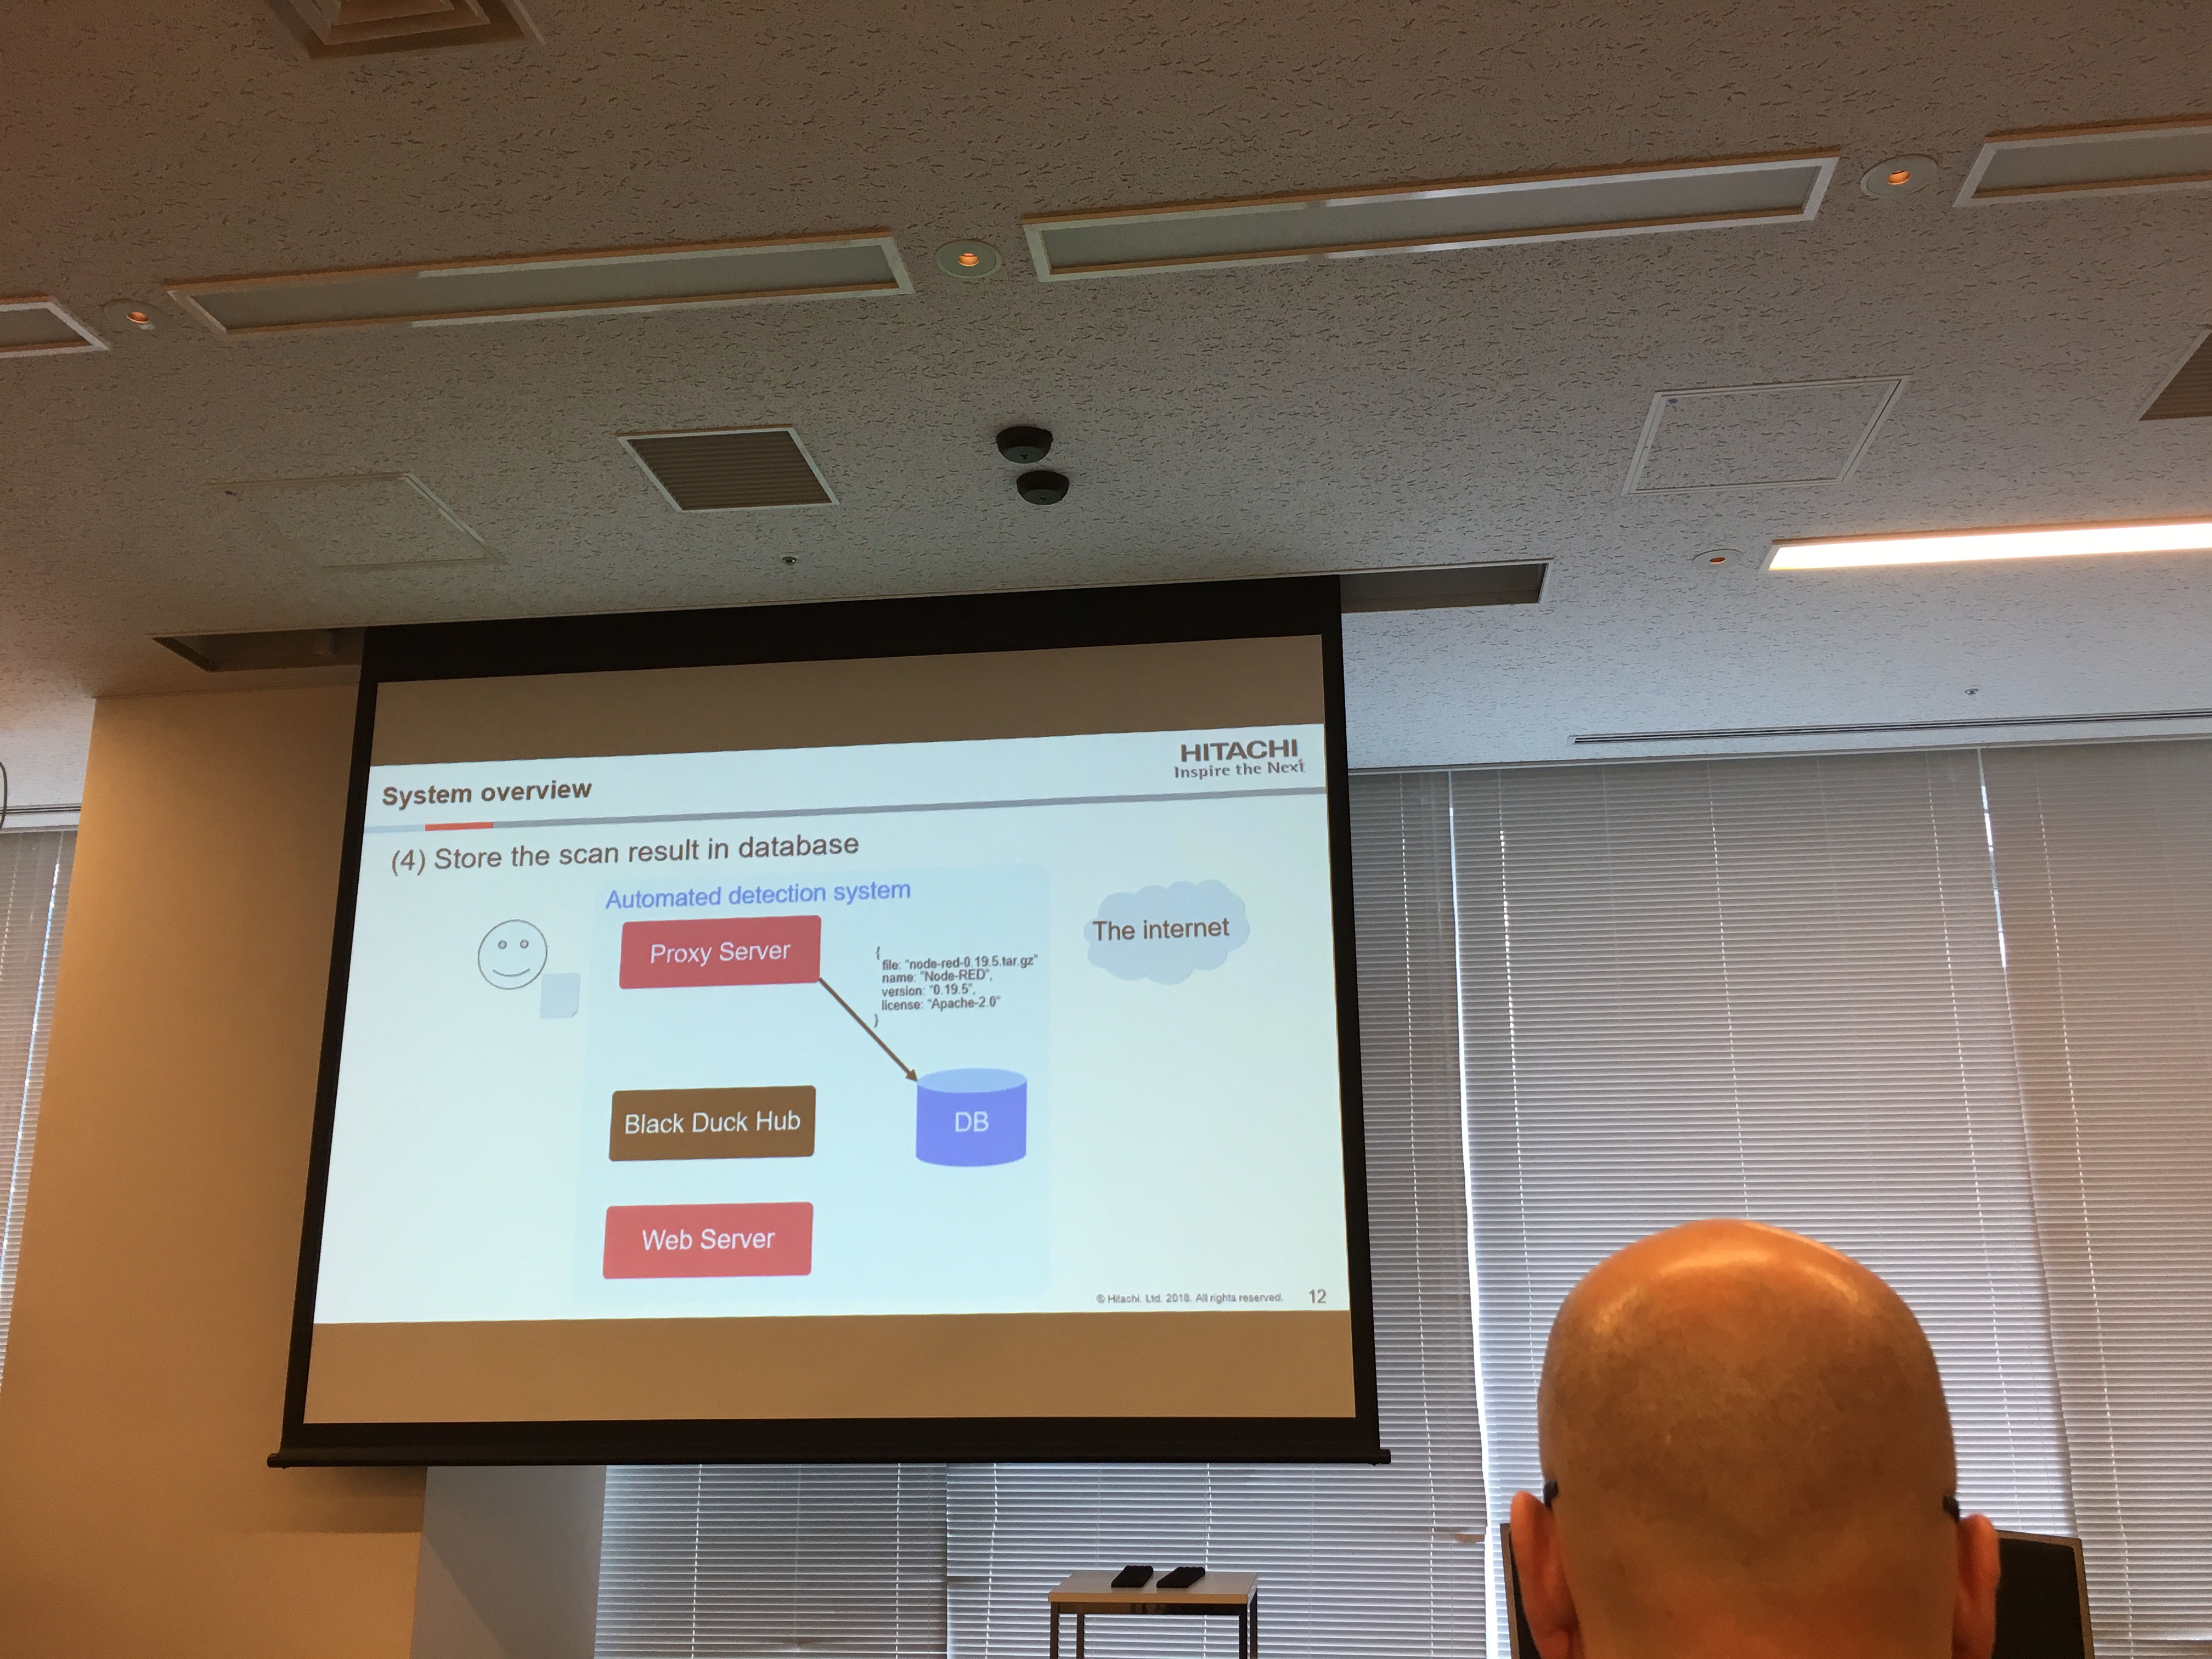 HITACHI
Inspire the Next
System overview
(4) Store the scan result in database
Automated detection system
Proxy Server
The internet
{
file: "node-red-0.19.5.tar.gz"
name: "Node-RED",
version: "0.19.5",
license: "Apache-2.0"
}
Black Duck Hub
DB
Web Server
© Hitachi, Ltd. 2018. All rights reserved.
12